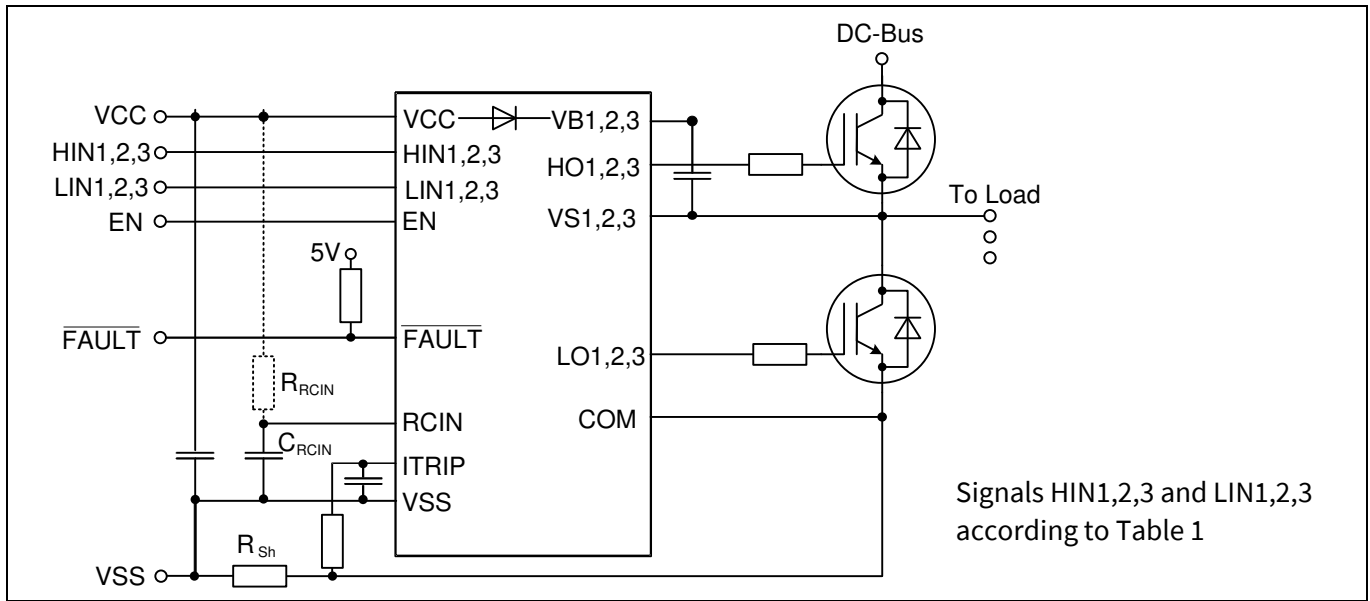 DC-Bus
VCC
VCC
VB1,2,3
HIN1,2,3
HIN1,2,3
HO1,2,3
LIN1,2,3
LIN1,2,3
To Load
EN
EN
VS1,2,3
5V
FAULT
FAULT
LO1,2,3
RRCIN
RCIN
COM
CRCIN
ITRIP
VSS
Signals HIN1,2,3 and LIN1,2,3
according to Table 1
RSh
VSS